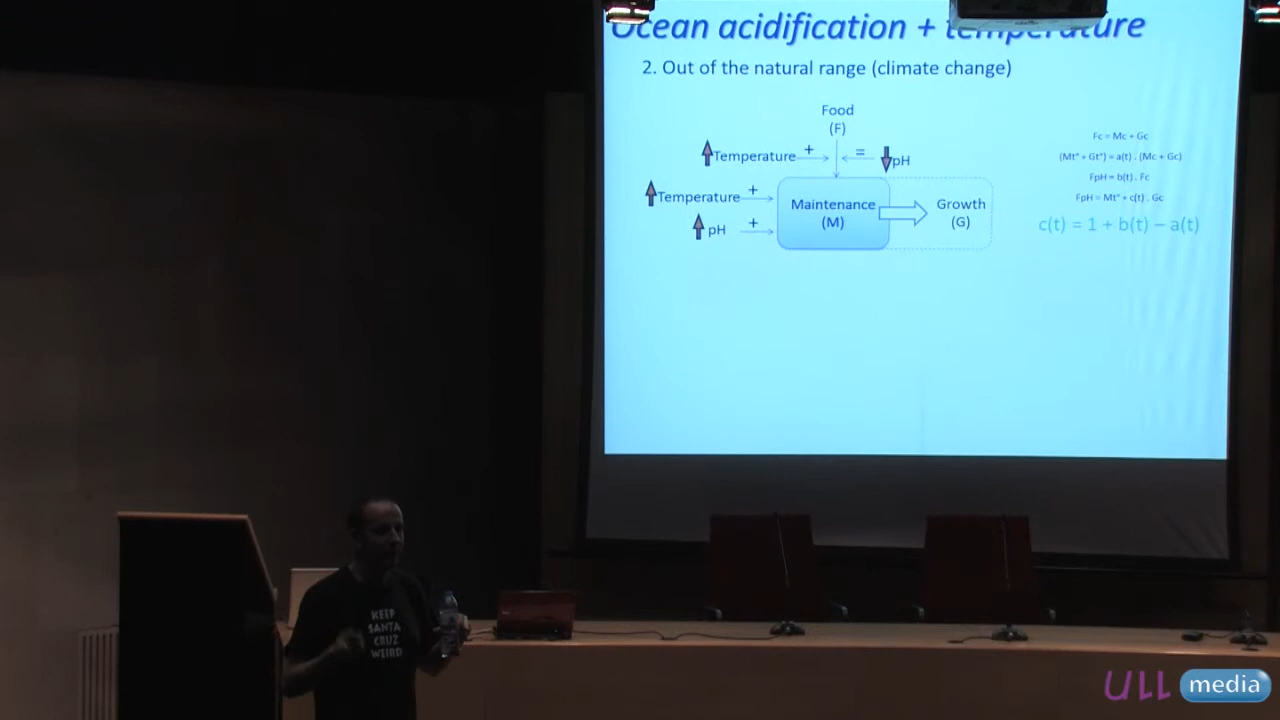 Ocean acidification + temperature
2. Out of the natural range (climate change)
Food
(F)
Temperature + = pH
Temperature +
pH +
Maintenance
(M)
Growth
(G)
Fc = Mc + Gc
(Mt° + Gt°) = a(t) . (Mc + Gc)
FpH = b(t) . Fc
FpH = Mt° + c(t) . Gc
c(t) = 1 + b(t) – a(t)
KEEP
SANTA
CRUZ
WEIRD
ULL media